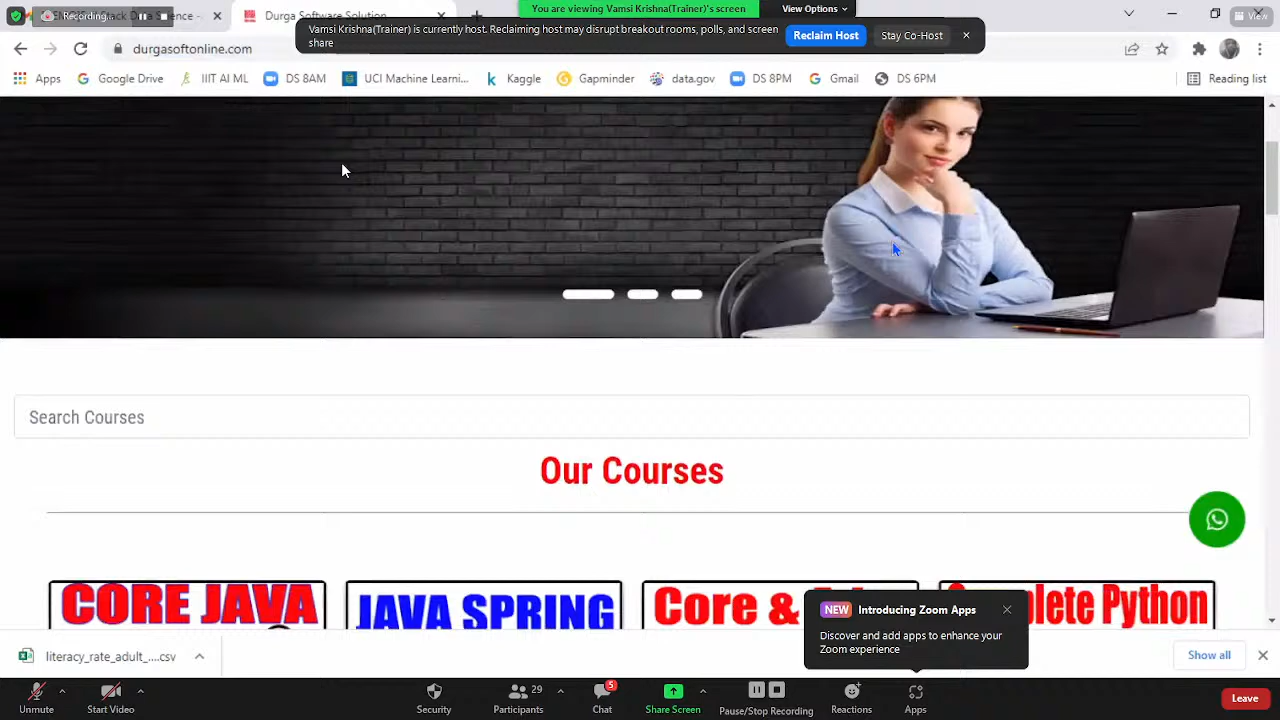 Recording...
Data Science -
Durga Software Solution
You are viewing Vamsi Krishna(Trainer)'s screen
View Options
View
Vamsi Krishna(Trainer) is currently host. Reclaiming host may disrupt breakout rooms, polls, and screen
share
Reclaim Host
Stay Co-Host
durgasoftonline.com
Apps
Google Drive
IIIT AI ML
DS 8AM
UCI Machine Learni...
Kaggle
Gapminder
data.gov
DS 8PM
Gmail
DS 6PM
Reading list
Search Courses
Our Courses
CORE JAVA
JAVA SPRING
Core &
Python
NEW Introducing Zoom Apps
Discover and add apps to enhance your
Zoom experience
literacy_rate_adult_....csv
Show all
Unmute
Start Video
Security
29
Participants
5
Chat
Share Screen
Pause/Stop Recording
Reactions
Apps
Leave